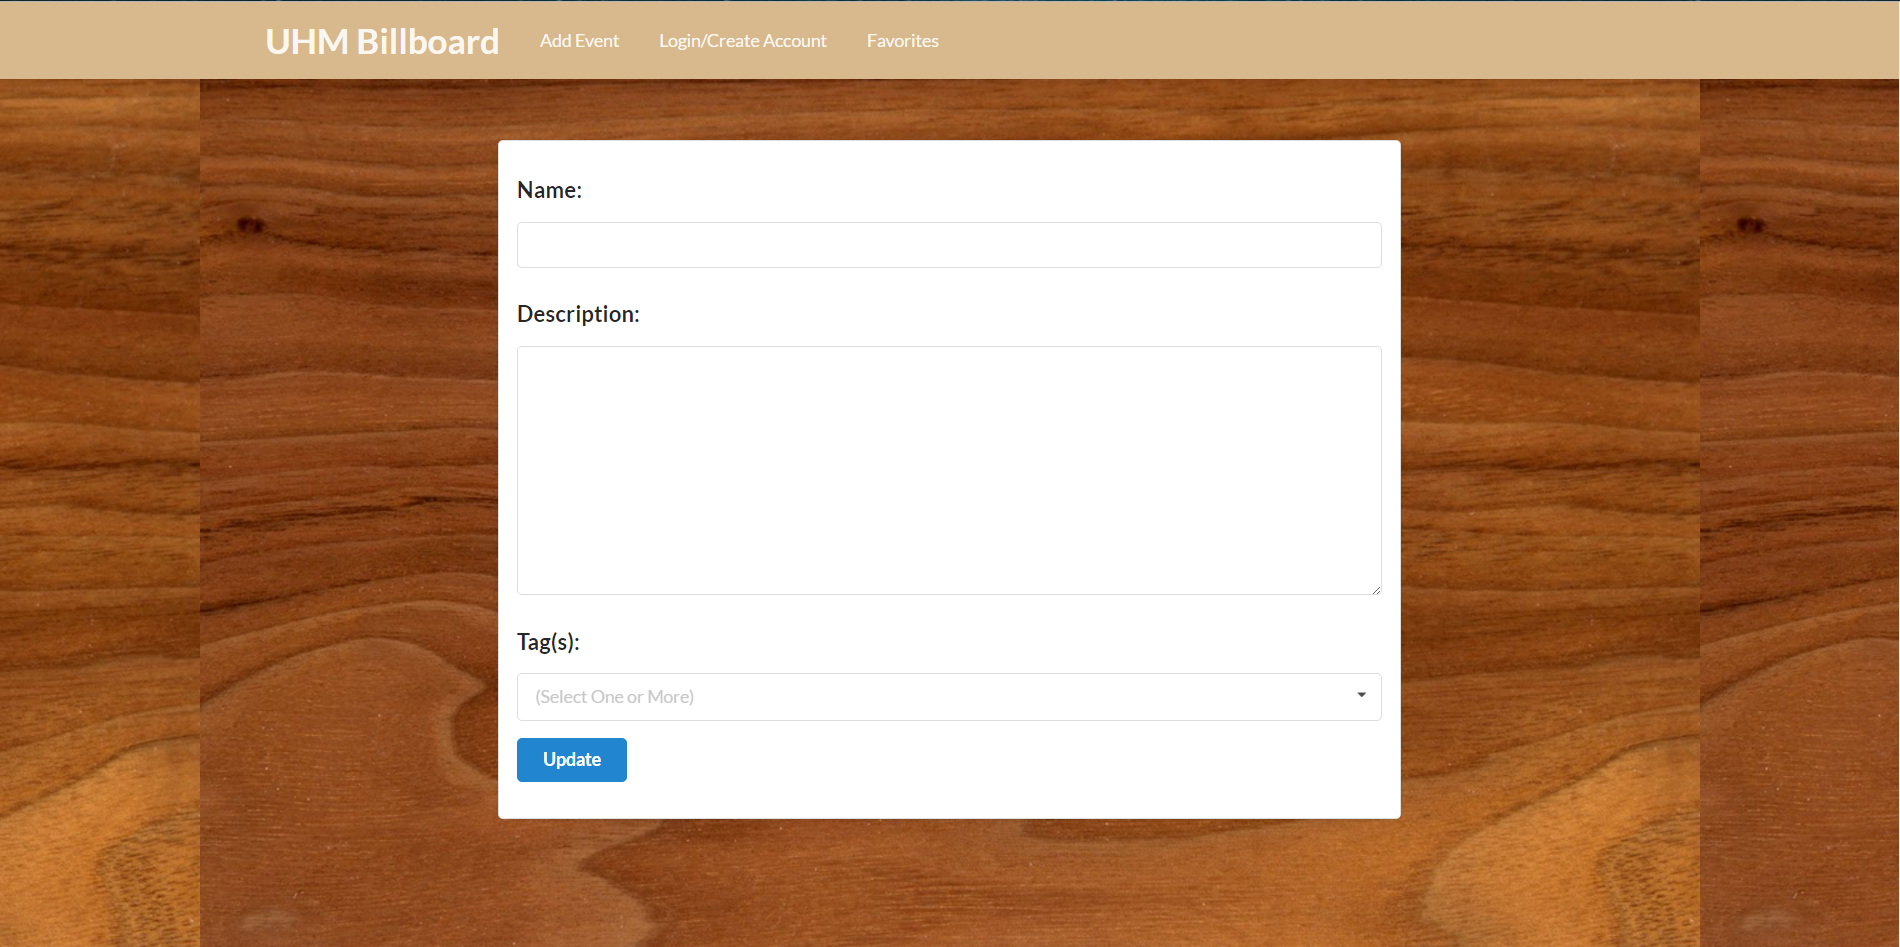 UHM Billboard Add Event Login/Create Account Favorites
Name:
Description:
Tag(s):
(Select One or More)
Update